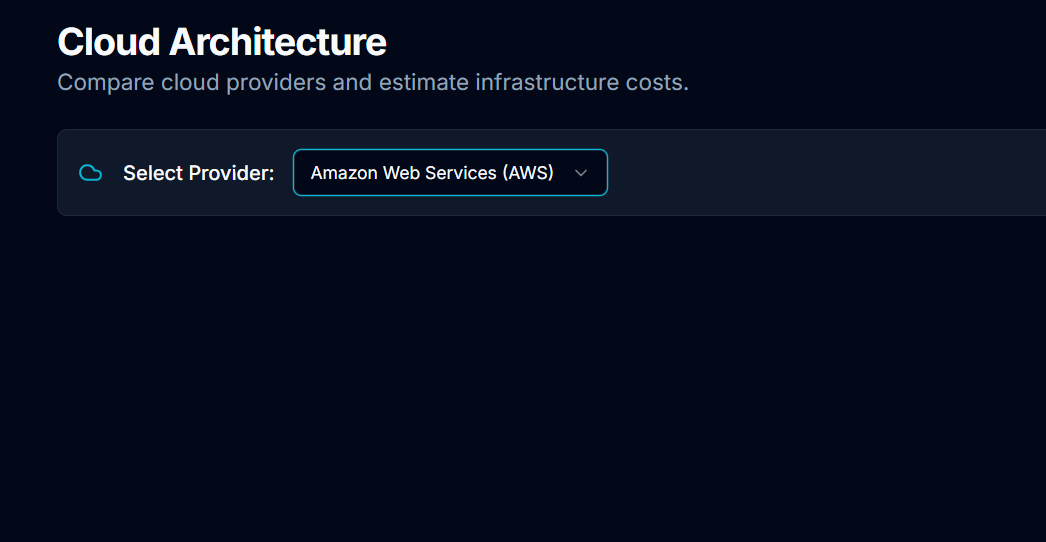 Cloud Architecture
Compare cloud providers and estimate infrastructure costs.
Select Provider: Amazon Web Services (AWS)